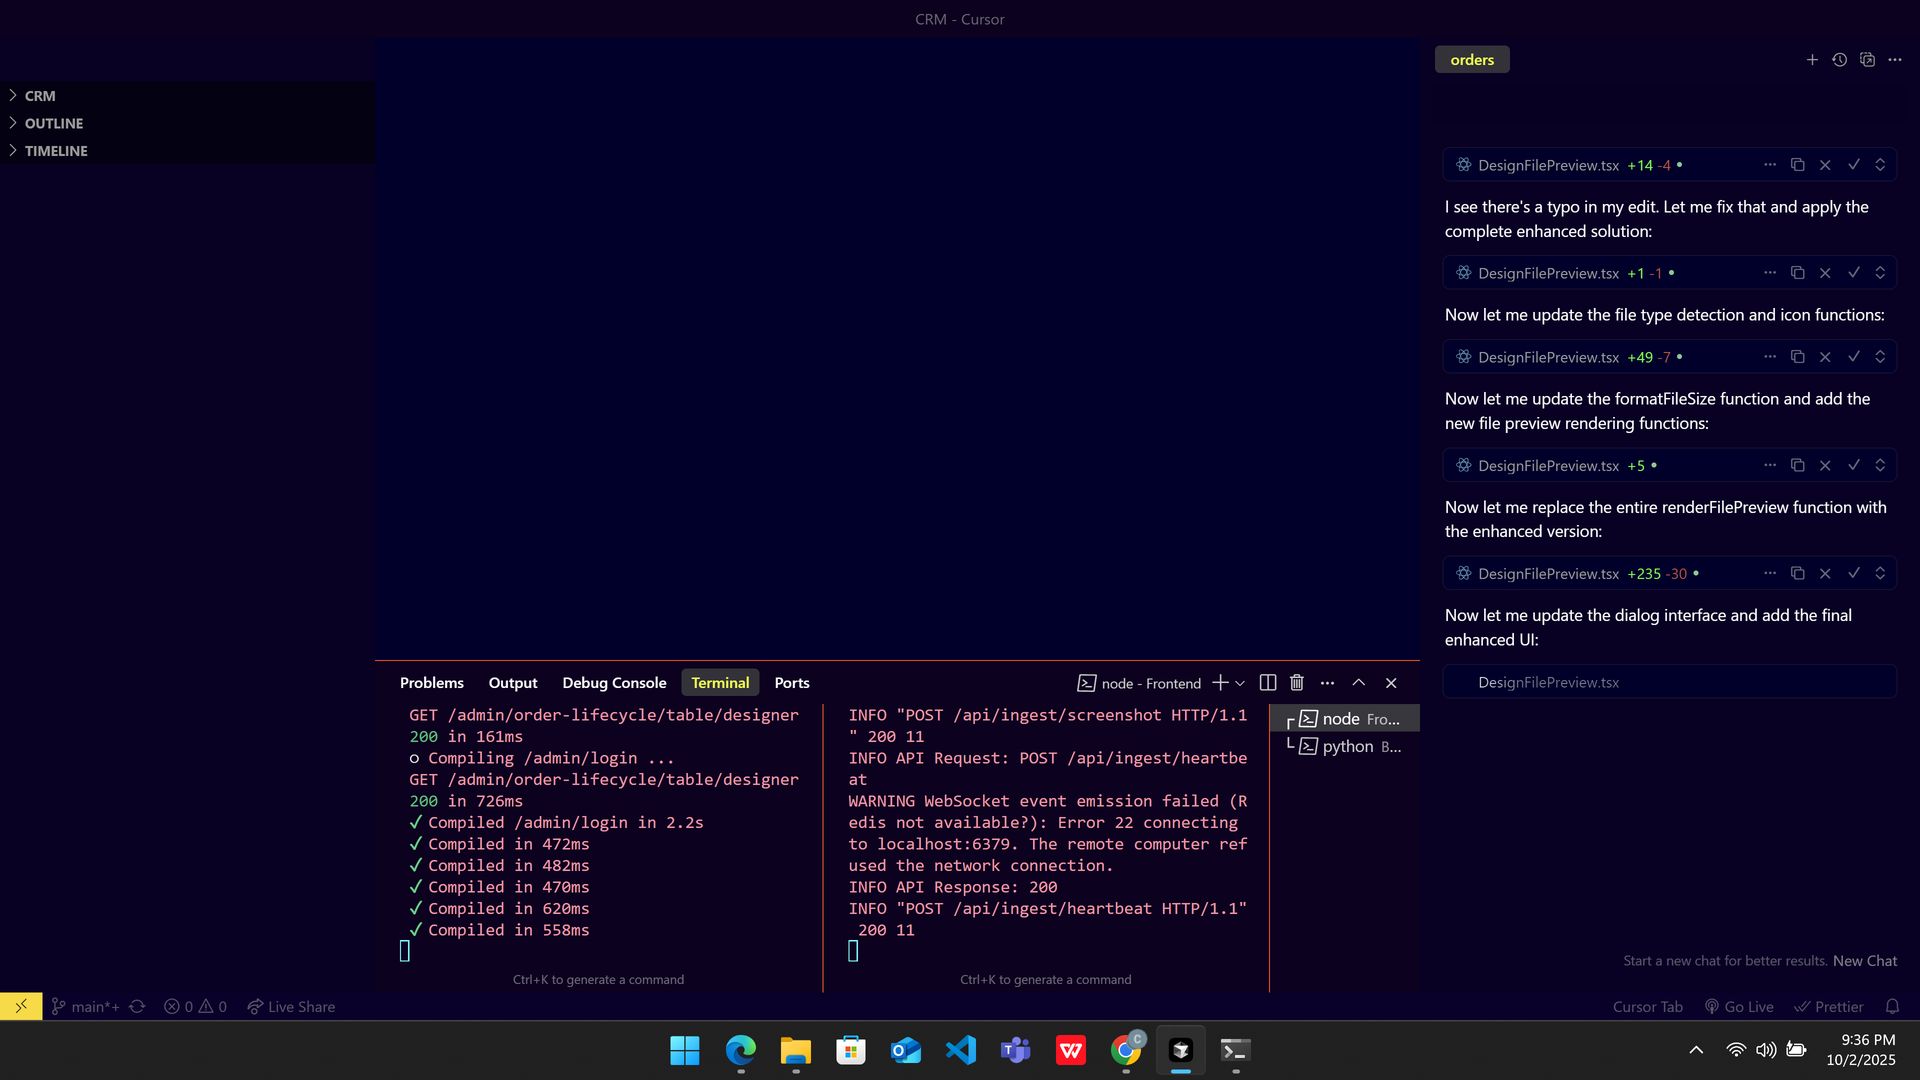 CRM - Cursor
CRM
OUTLINE
TIMELINE
orders
DesignFilePreview.tsx +14 -4
I see there's a typo in my edit. Let me fix that and apply the
complete enhanced solution:
DesignFilePreview.tsx +1 -1
Now let me update the file type detection and icon functions:
DesignFilePreview.tsx +49 -7
Now let me update the formatFileSize function and add the
new file preview rendering functions:
DesignFilePreview.tsx +5
Now let me replace the entire renderFilePreview function with
the enhanced version:
DesignFilePreview.tsx +235 -30
Now let me update the dialog interface and add the final
enhanced UI:
DesignFilePreview.tsx
Start a new chat for better results. New Chat
Problems Output Debug Console Terminal Ports
node - Frontend
GET /admin/order-lifecycle/table/designer
200 in 161ms
○ Compiling /admin/login ...
GET /admin/order-lifecycle/table/designer
200 in 726ms
✓ Compiled /admin/login in 2.2s
✓ Compiled in 472ms
✓ Compiled in 482ms
✓ Compiled in 470ms
✓ Compiled in 620ms
✓ Compiled in 558ms
Ctrl+K to generate a command
INFO "POST /api/ingest/screenshot HTTP/1.1
" 200 11
INFO API Request: POST /api/ingest/heartbe
at
WARNING WebSocket event emission failed (R
edis not available?): Error 22 connecting
to localhost:6379. The remote computer ref
used the network connection.
INFO API Response: 200
INFO "POST /api/ingest/heartbeat HTTP/1.1"
200 11
Ctrl+K to generate a command
node Fro...
python B...
main*+ 0 0 Live Share
Cursor Tab Go Live Prettier
9:36 PM
10/2/2025